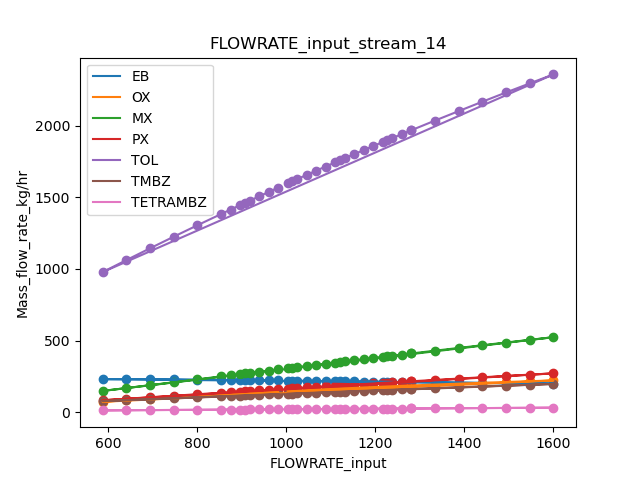 FLOWRATE_input_stream_14
EB
OX
MX
PX
TOL
TMBZ
TETRAMBZ
Mass_flow_rate_kg/hr
2000
1500
1000
500
0
600 800 1000 1200 1400 1600
FLOWRATE_input